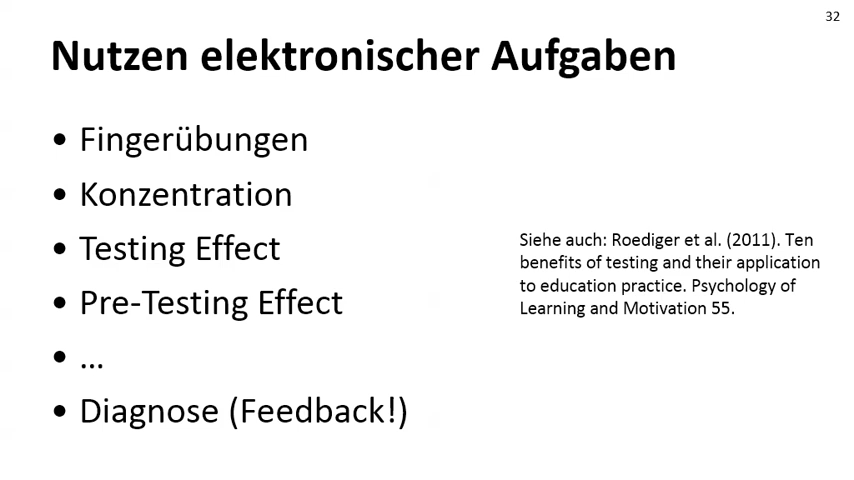 32
Nutzen elektronischer Aufgaben
• Fingerübungen
• Konzentration
• Testing Effect
• Pre-Testing Effect
• ...
• Diagnose (Feedback!)
Siehe auch: Roediger et al. (2011). Ten
benefits of testing and their application
to education practice. Psychology of
Learning and Motivation 55.